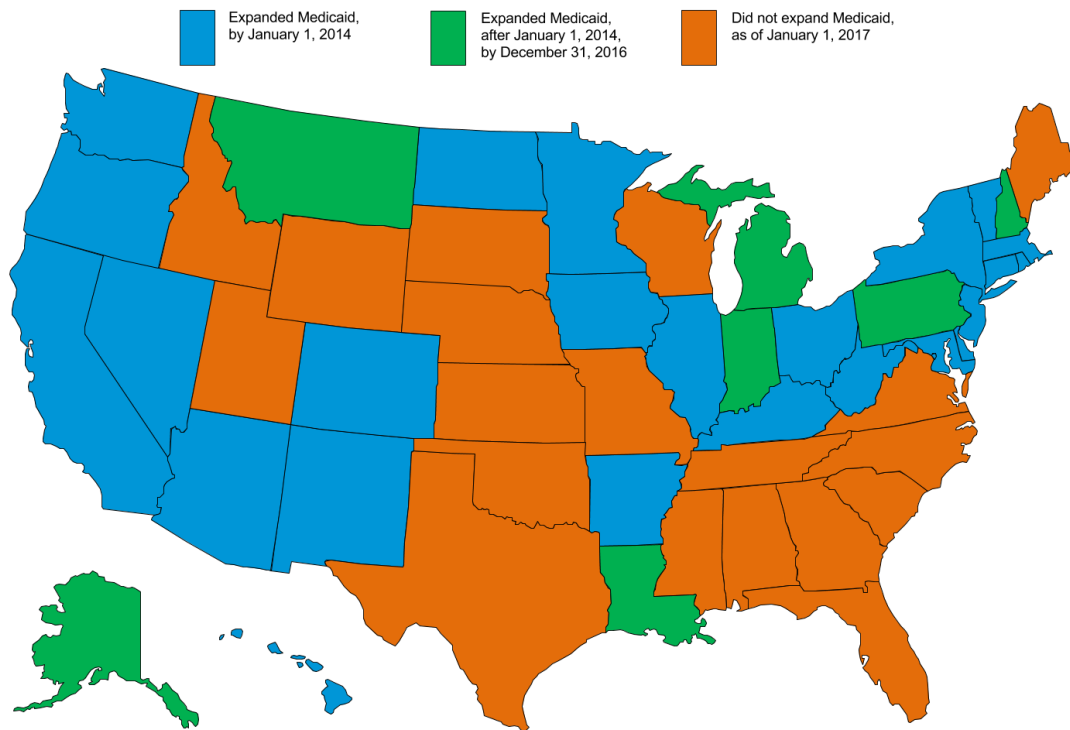 Expanded Medicaid,
by January 1, 2014
Expanded Medicaid,
after January 1, 2014,
by December 31, 2016
Did not expand Medicaid,
as of January 1, 2017